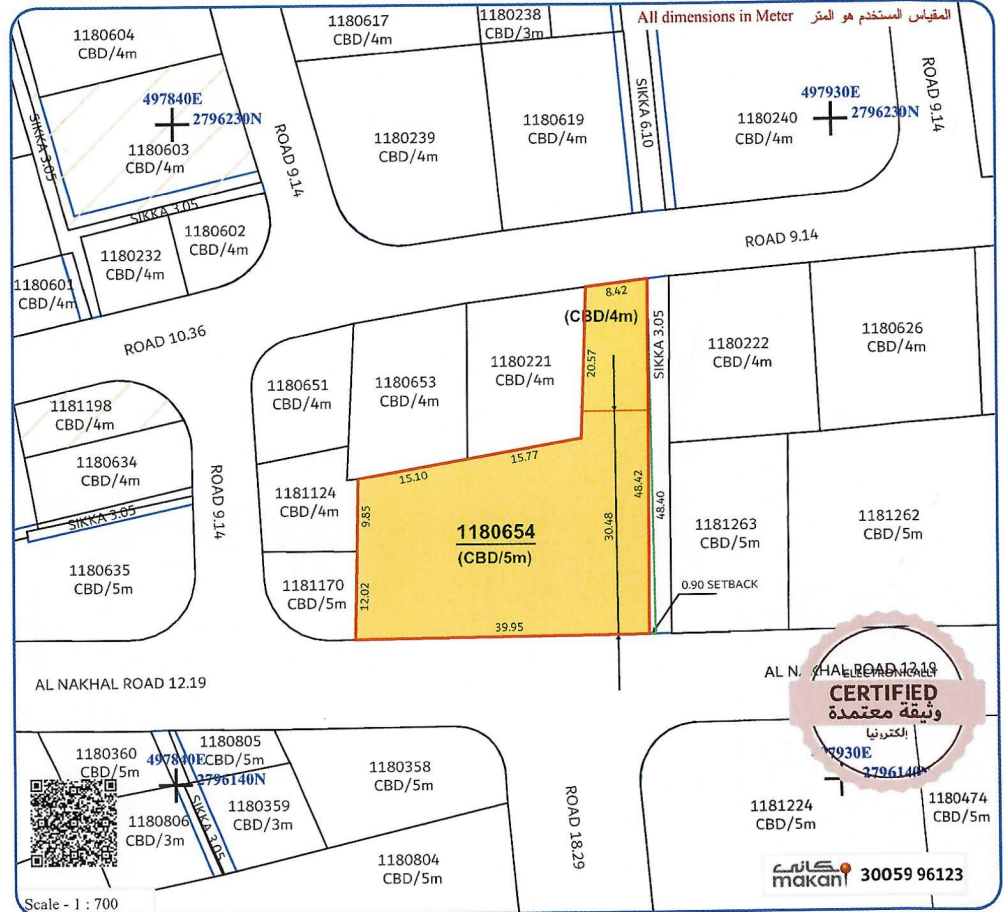 All dimensions in Meter المقياس المستخدم هو المتر
1180604
CBD/4m
1180617
CBD/4m
1180238
CBD/3m
497840E
2796230N
1180603
CBD/4m
SIKKA 3.05
SIKKA 3.05
ROAD 9.14
1180239
CBD/4m
1180619
CBD/4m
SIKKA 6.10
497930E
2796230N
1180240
CBD/4m
ROAD 9.14
1180602
CBD/4m
1180232
CBD/4m
1180601
CBD/4m
ROAD 9.14
ROAD 10.36
8.42
(CBD/4m)
20.57
SIKKA 3.05
1180222
CBD/4m
1180626
CBD/4m
1180651
CBD/4m
1180653
CBD/4m
1180221
CBD/4m
1181198
CBD/4m
1180634
CBD/4m
SIKKA 3.05
ROAD 9.14
15.10
15.77
1181124
CBD/4m
9.85
1180654
(CBD/5m)
30.48
48.42
48.40
1181263
CBD/5m
1181262
CBD/5m
1180635
CBD/5m
1181170
CBD/5m
12.02
39.95
0.90 SETBACK
AL NAKHAL ROAD 12.19
AL NAKHAL ROAD 12.19
ELECTRONICALLY
CERTIFIED
وثيقة معتمدة
إلكترونيا
1180360
CBD/5m
1180805
CBD/5m
497840E
2796140N
1180806
CBD/3m
SIKKA 3.05
1180359
CBD/3m
1180358
CBD/5m
1180804
CBD/5m
ROAD 18.29
2796140N
1181224
CBD/5m
1180474
CBD/5m
مكاني
makani 30059 96123
Scale - 1 : 700